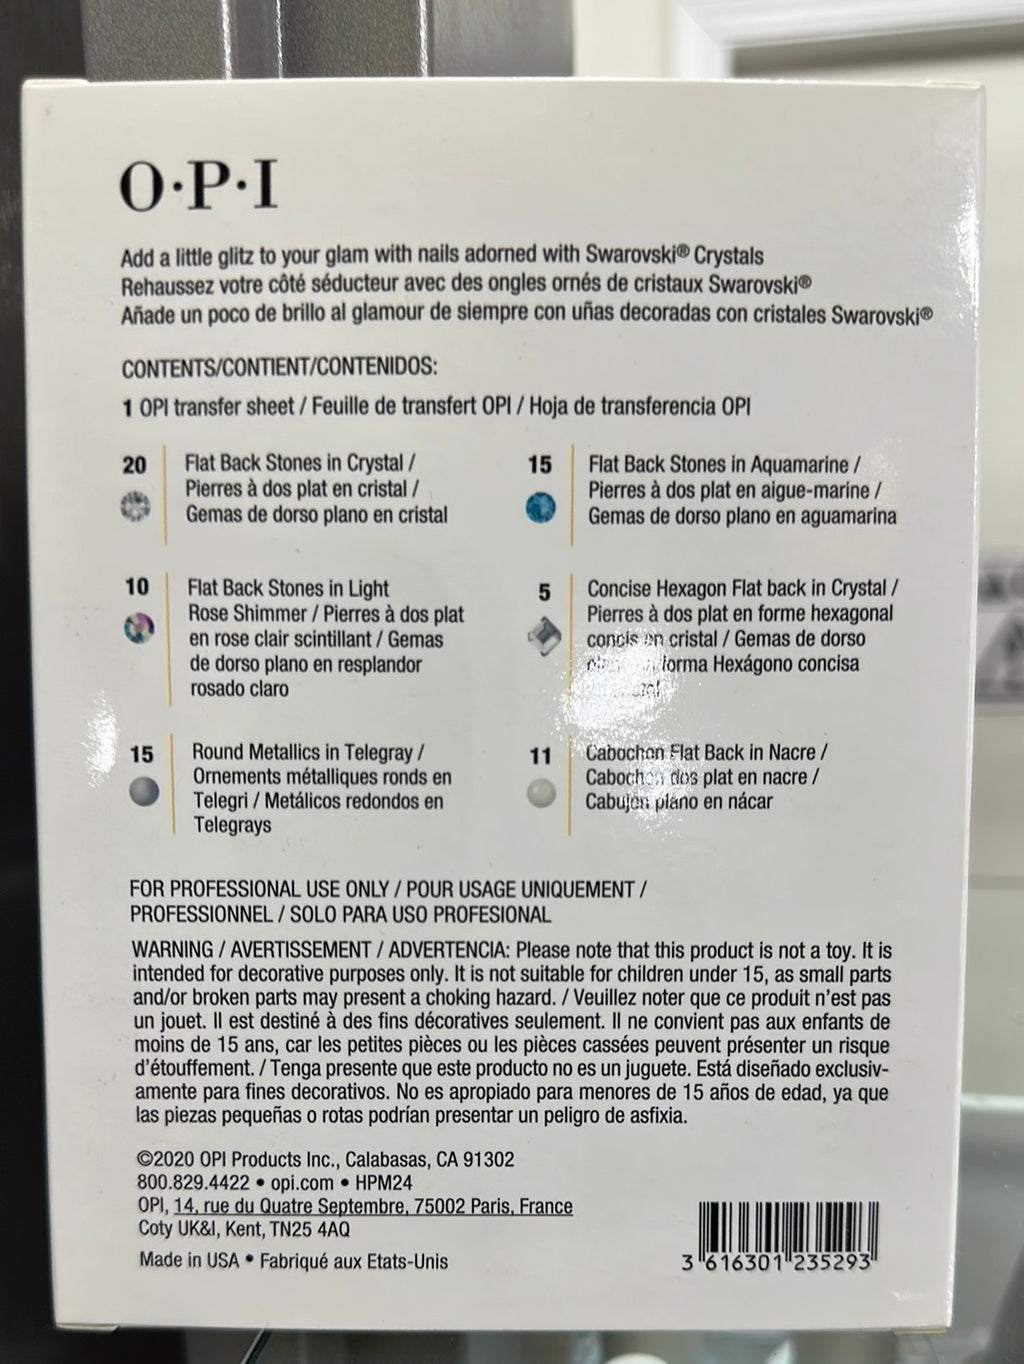 O·P·I
Add a little glitz to your glam with nails adorned with Swarovski® Crystals
Rehaussez votre côté séducteur avec des ongles ornés de cristaux Swarovski®
Añade un poco de brillo al glamour de siempre con uñas decoradas con cristales Swarovski®
CONTENTS/CONTIENT/CONTENIDOS:
1 OPI transfer sheet / Feuille de transfert OPI / Hoja de transferencia OPI
20
Flat Back Stones in Crystal /
Pierres à dos plat en cristal /
Gemas de dorso plano en cristal
15
Flat Back Stones in Aquamarine /
Pierres à dos plat en aigue-marine /
Gemas de dorso plano en aguamarina
10
Flat Back Stones in Light
Rose Shimmer / Pierres à dos plat
en rose clair scintillant / Gemas
de dorso plano en resplandor
rosado claro
5
Concise Hexagon Flat back in Crystal /
Pierres à dos plat en forme hexagonal
concis en cristal / Gemas de dorso
forma Hexágono concisa
15
Round Metallics in Telegray /
Ornements métalliques ronds en
Telegri / Metálicos redondos en
Telegrays
11
Cabochon Flat Back in Nacre /
Cabochon dos plat en nacre /
Cabujón plano en nácar
FOR PROFESSIONAL USE ONLY / POUR USAGE UNIQUEMENT /
PROFESSIONNEL / SOLO PARA USO PROFESIONAL
WARNING / AVERTISSEMENT / ADVERTENCIA: Please note that this product is not a toy. It is
intended for decorative purposes only. It is not suitable for children under 15, as small parts
and/or broken parts may present a choking hazard. / Veuillez noter que ce produit n'est pas
un jouet. Il est destiné à des fins décoratives seulement. Il ne convient pas aux enfants de
moins de 15 ans, car les petites pièces ou les pièces cassées peuvent présenter un risque
d'étouffement. / Tenga presente que este producto no es un juguete. Está diseñado exclusiv-
amente para fines decorativos. No es apropiado para menores de 15 años de edad, ya que
las piezas pequeñas o rotas podrían presentar un peligro de asfixia.
©2020 OPI Products Inc., Calabasas, CA 91302
800.829.4422 • opi.com • HPM24
OPI, 14, rue du Quatre Septembre, 75002 Paris, France
Coty UK&I, Kent, TN25 4AQ
Made in USA • Fabriqué aux Etats-Unis
3 616301 235293